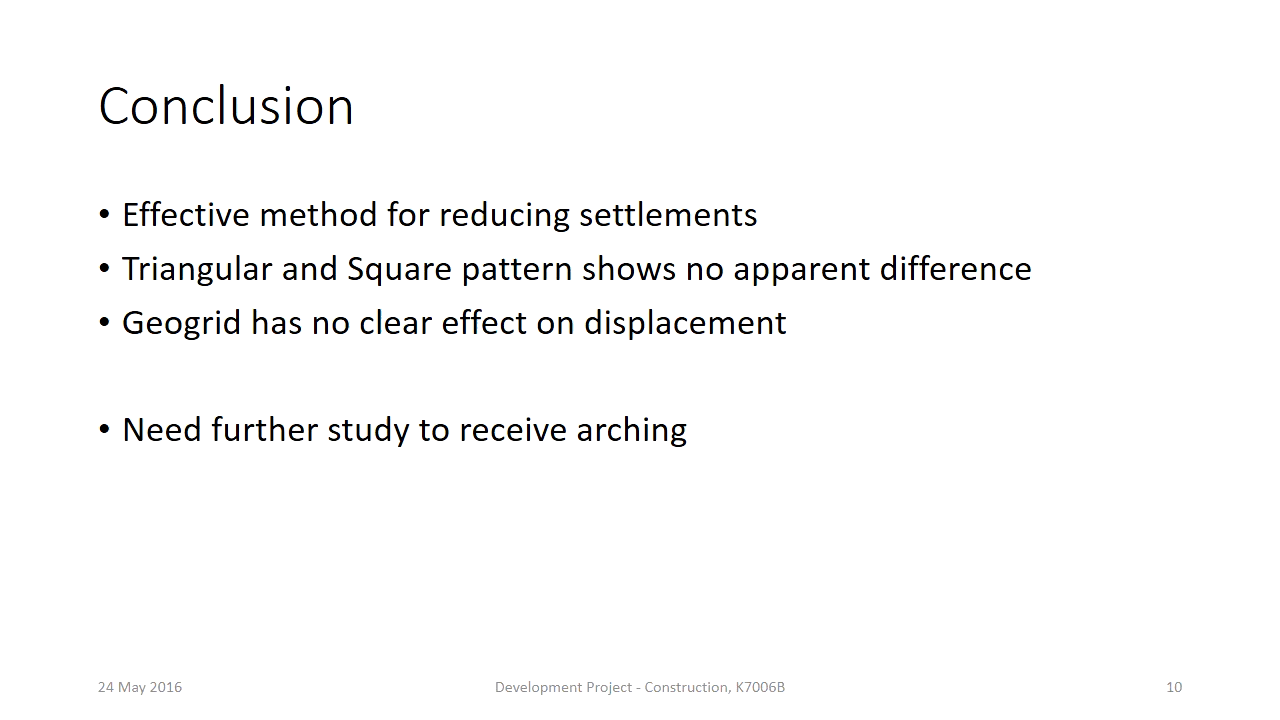 Conclusion
• Effective method for reducing settlements
• Triangular and Square pattern shows no apparent difference
• Geogrid has no clear effect on displacement
• Need further study to receive arching
24 May 2016
Development Project - Construction, K7006B
10